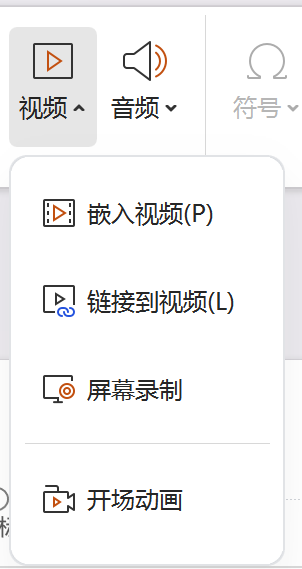 视频 音频 符号
嵌入视频(P)
链接到视频(L)
屏幕录制
开场动画